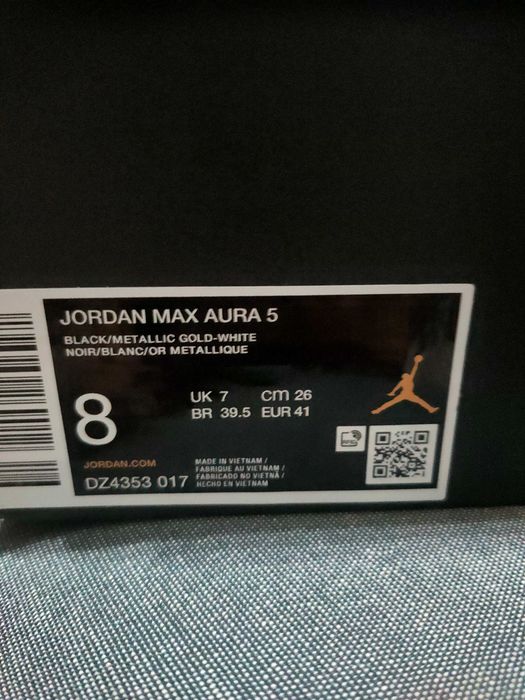 JORDAN MAX AURA 5
BLACK/METALLIC GOLD-WHITE
NOIR/BLANC/OR METALLIQUE
8
UK 7 cm 26
BR 39.5 EUR 41
RFID
JORDAN.COM
DZ4353 017
MADE IN VIETNAM /
FABRIQUE AU VIETNAM /
FABRICADO NO VIETNÃ /
HECHO EN VIETNAM